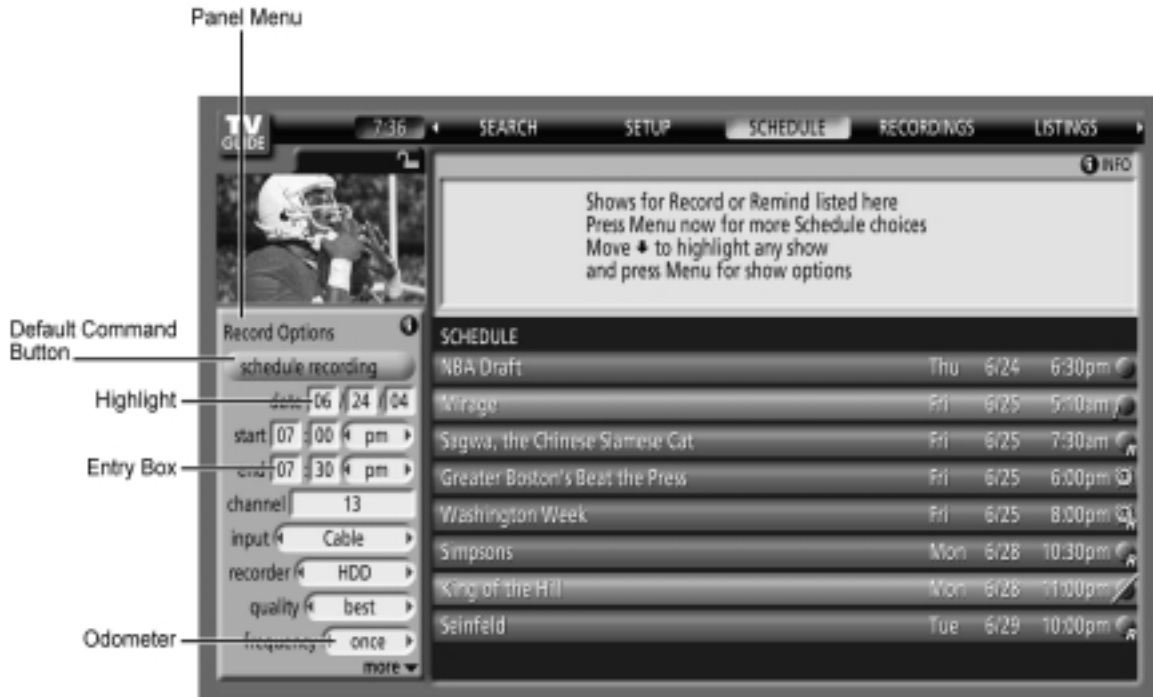 Panel Menu
TV GUIDE
7:36 SEARCH SETUP SCHEDULE RECORDINGS LISTINGS
INFO
Shows for Record or Remind listed here
Press Menu now for more Schedule choices
Move to highlight any show
and press Menu for show options
Default Command
Button
Highlight
Entry Box
Odometer
Record Options
schedule recording
date 06 / 24 / 04
start 07 : 00 pm
end 07 : 30 pm
channel 13
input Cable
recorder HDD
quality best
frequency once
more
SCHEDULE
NBA Draft Thu 6/24 6:30pm
Mirage Fri 6/25 5:10am
Sagwa, the Chinese Siamese Cat Fri 6/25 7:30am R
Greater Boston's Beat the Press Fri 6/25 6:00pm
Washington Week Fri 6/25 8:00pm R
Simpsons Mon 6/28 10:30pm R
King of the Hill Mon 6/28 11:00pm
Seinfeld Tue 6/29 10:00pm R